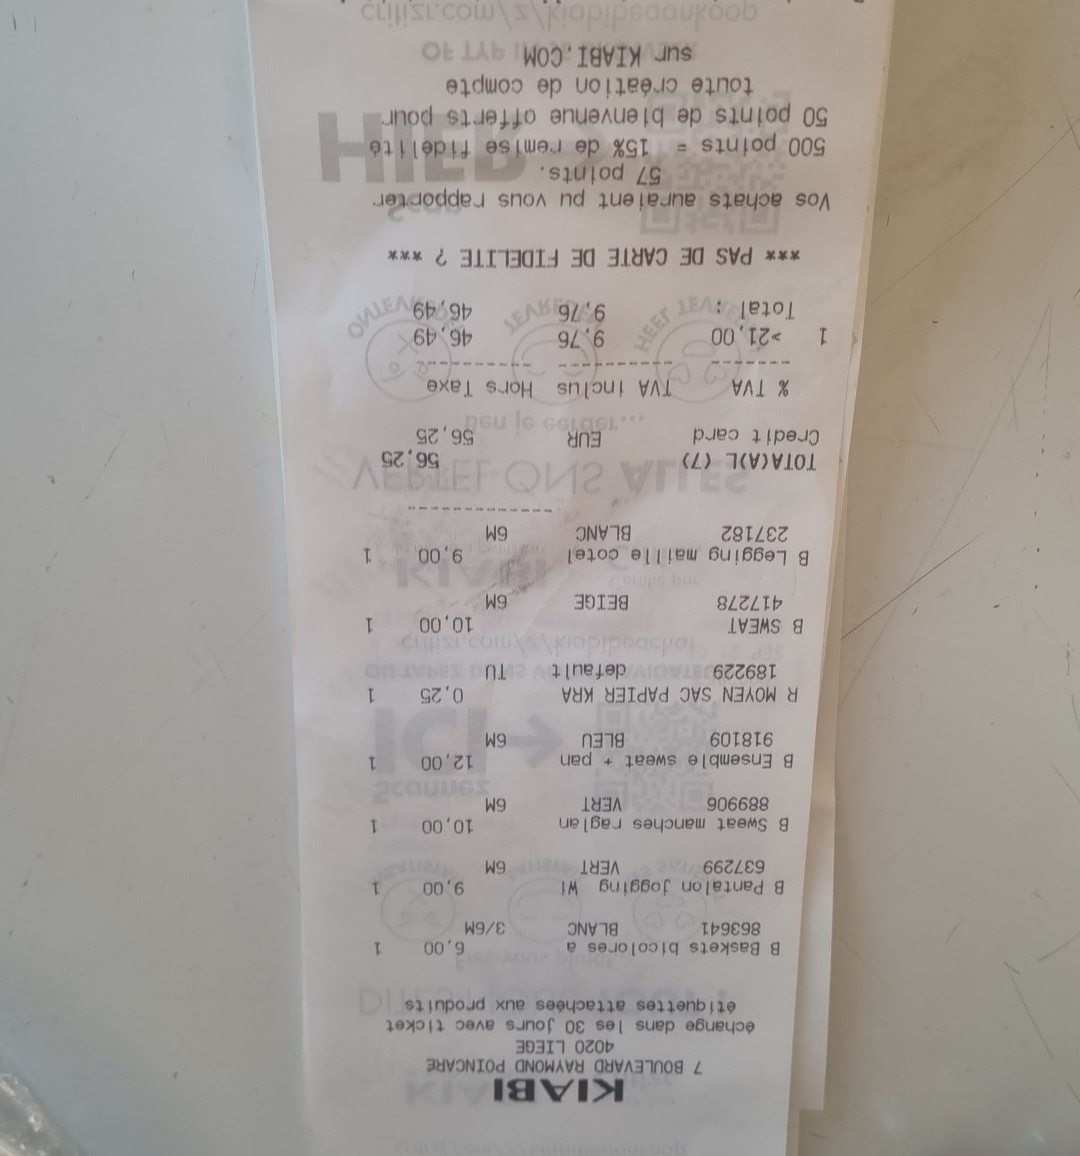 KIABI
7 BOULEVARD RAYMOND POINCARE
4020 LIEGE
échange dans les 30 jours avec ticket
étiquettes attachées aux produits
B Baskets bicolores à 6,00 1
863641 BLANC 3/6M
B Pantalon jogging Wi 9,00 1
637299 VERT 6M
B Sweat manches raglan 10,00 1
889906 VERT 6M
B Ensemble sweat + pan 12,00 1
918109 BLEU 6M
R MOYEN SAC PAPIER KRA 0,25 1
189229 default TU
B SWEAT 10,00 1
417278 BEIGE 6M
B Legging maille cotel 9,00 1
237182 BLANC 6M
----------------
TOTA(A)L (7) 56,25
Credit card EUR 56,25
% TVA TVA inclus Hors Taxe
------ --------- ---------
1 >21,00 9,76 46,49
Total : 9,76 46,49
*** PAS DE CARTE DE FIDELITE ? ***
Vos achats auraient pu vous rapporter
57 points.
500 points = 15% de remise fidélité
50 points de bienvenue offerts pour
toute création de compte
sur KIABI.COM